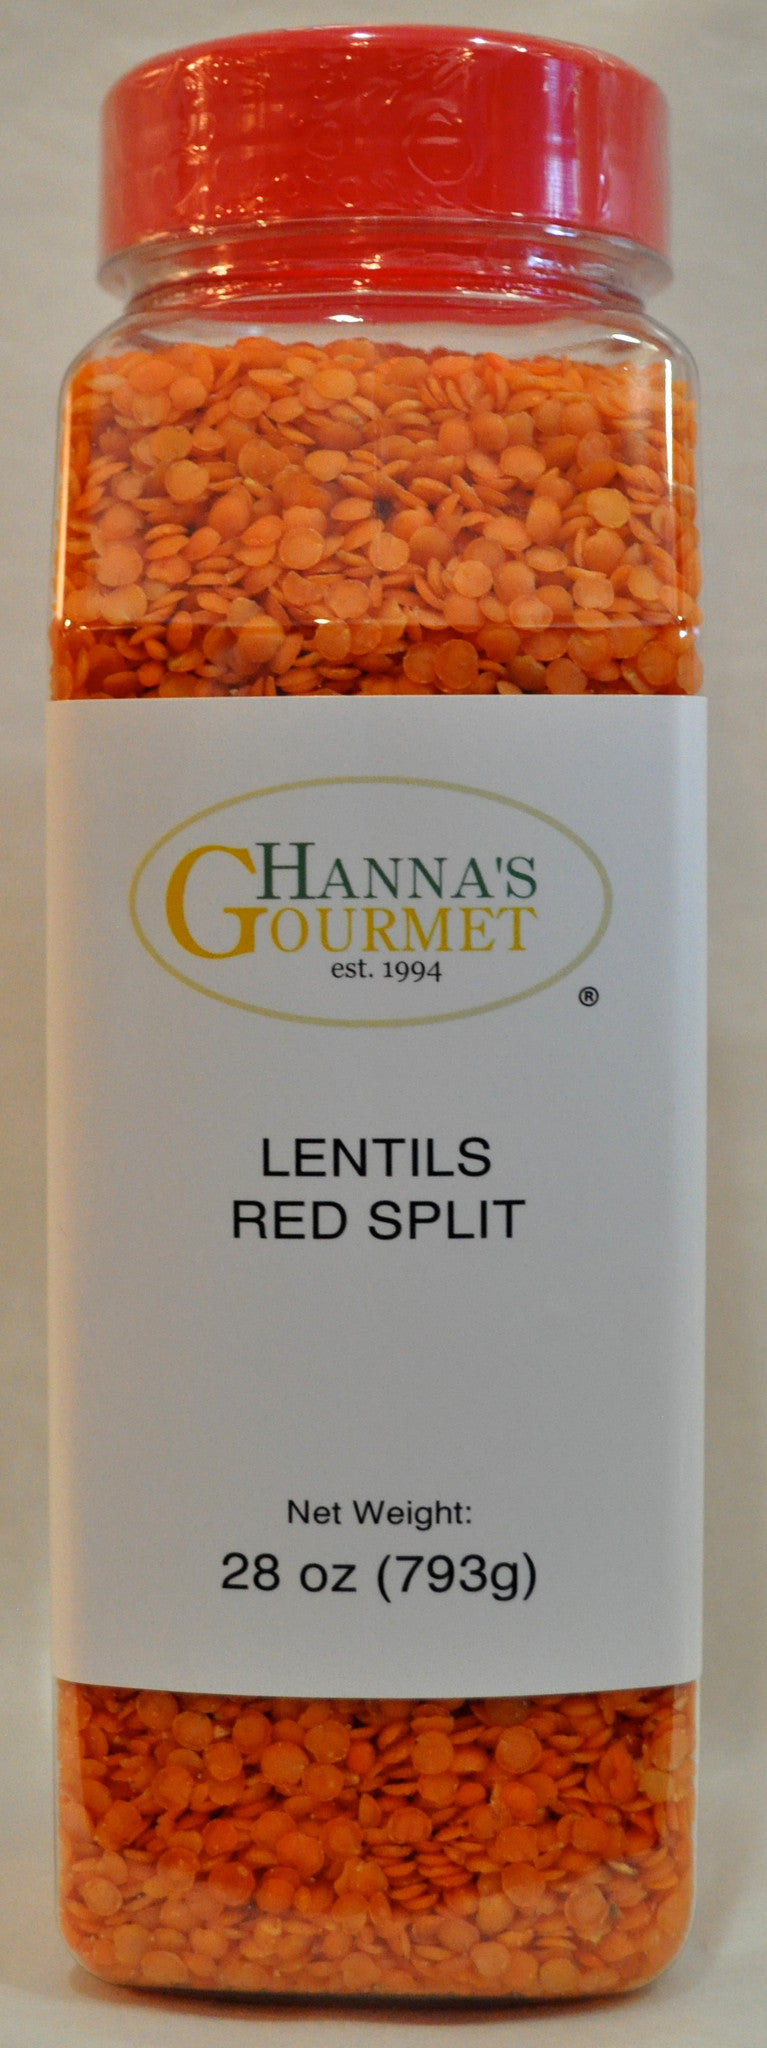 HANNA'S
GOURMET
est. 1994
®
LENTILS
RED SPLIT
Net Weight:
28 oz (793g)